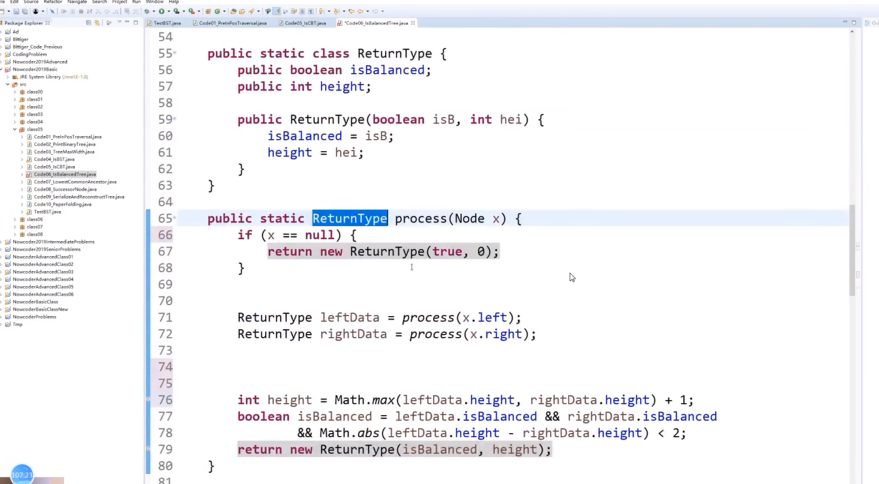 Edit Source Refactor Navigate Search Project Run Window Help
Package Explorer
TestBST.java
Code01_PreInPosTraversal.java
Code05_IsCBT.java
*Code06_IsBalancedTree.java
Ad
Bittiger
Bittiger_Code_Previous
CodingProblem
Nowcoder2019Advanced
Nowcoder2019Basic
JRE System Library [JavaSE-1.8]
src
class00
class01
class02
class03
class04
class05
Code01_PreInPosTraversal.java
Code02_PrintBinaryTree.java
Code03_TreeMaxWidth.java
Code04_IsBST.java
Code05_IsCBT.java
Code06_IsBalancedTree.java
Code07_LowestCommonAncestor.java
Code08_SuccessorNode.java
Code09_SerializeAndReconstructTree.java
Code10_PaperFolding.java
TestBST.java
class06
class07
class08
Nowcoder2019IntermediateProblems
Nowcoder2019SeniorProblems
NowcoderAdvancedClass01
NowcoderAdvancedClass02
NowcoderAdvancedClass03
NowcoderAdvancedClass04
NowcoderAdvancedClass05
NowcoderAdvancedClass06
NowcoderBasicClass
NowcoderBasicClassNew
NowcoderProblems
Tmp
54
55 public static class ReturnType {
56 public boolean isBalanced;
57 public int height;
58
59 public ReturnType(boolean isB, int hei) {
60 isBalanced = isB;
61 height = hei;
62 }
63 }
64
65 public static ReturnType process(Node x) {
66 if (x == null) {
67 return new ReturnType(true, 0);
68 }
69
70
71 ReturnType leftData = process(x.left);
72 ReturnType rightData = process(x.right);
73
74
75
76 int height = Math.max(leftData.height, rightData.height) + 1;
77 boolean isBalanced = leftData.isBalanced && rightData.isBalanced
78 && Math.abs(leftData.height - rightData.height) < 2;
79 return new ReturnType(isBalanced, height);
80 }
81